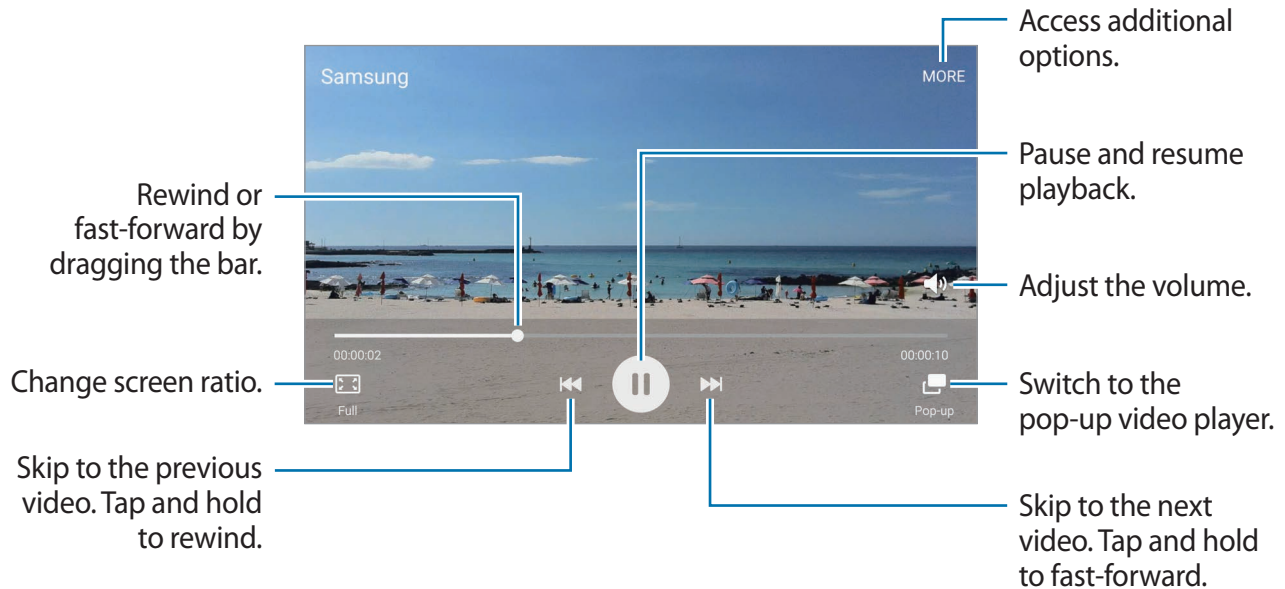 Access additional
options.
Samsung
MORE
Pause and resume
playback.
Rewind or
fast-forward by
dragging the bar.
Adjust the volume.
00:00:02
00:00:10
Change screen ratio.
Full
Pop-up
Switch to the
pop-up video player.
Skip to the previous
video. Tap and hold
to rewind.
Skip to the next
video. Tap and hold
to fast-forward.